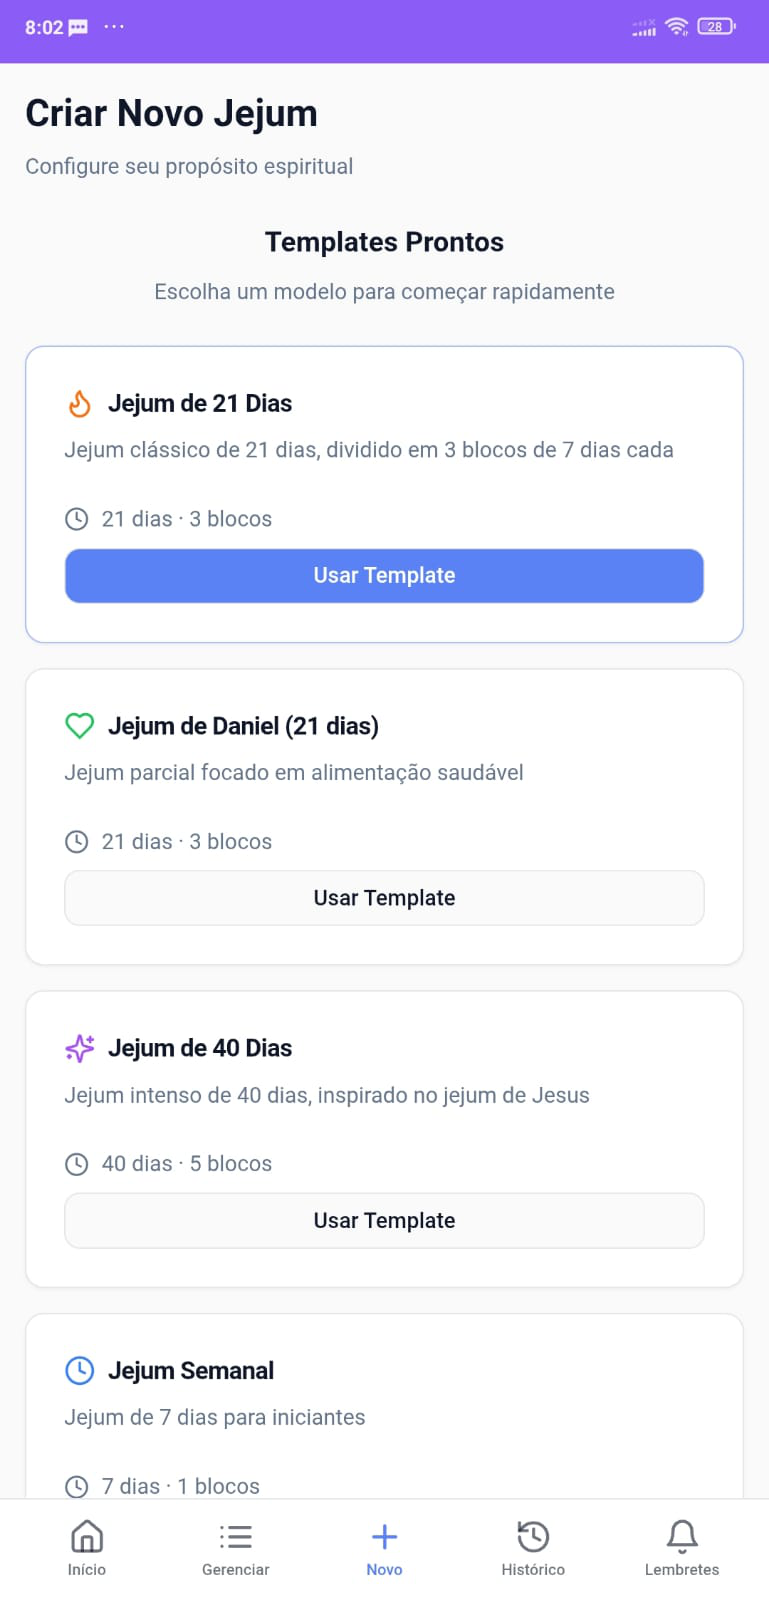 8:02
28
Criar Novo Jejum
Configure seu propósito espiritual
Templates Prontos
Escolha um modelo para começar rapidamente
Jejum de 21 Dias
Jejum clássico de 21 dias, dividido em 3 blocos de 7 dias cada
21 dias · 3 blocos
Usar Template
Jejum de Daniel (21 dias)
Jejum parcial focado em alimentação saudável
21 dias · 3 blocos
Usar Template
Jejum de 40 Dias
Jejum intenso de 40 dias, inspirado no jejum de Jesus
40 dias · 5 blocos
Usar Template
Jejum Semanal
Jejum de 7 dias para iniciantes
7 dias · 1 blocos
Início
Gerenciar
Novo
Histórico
Lembretes